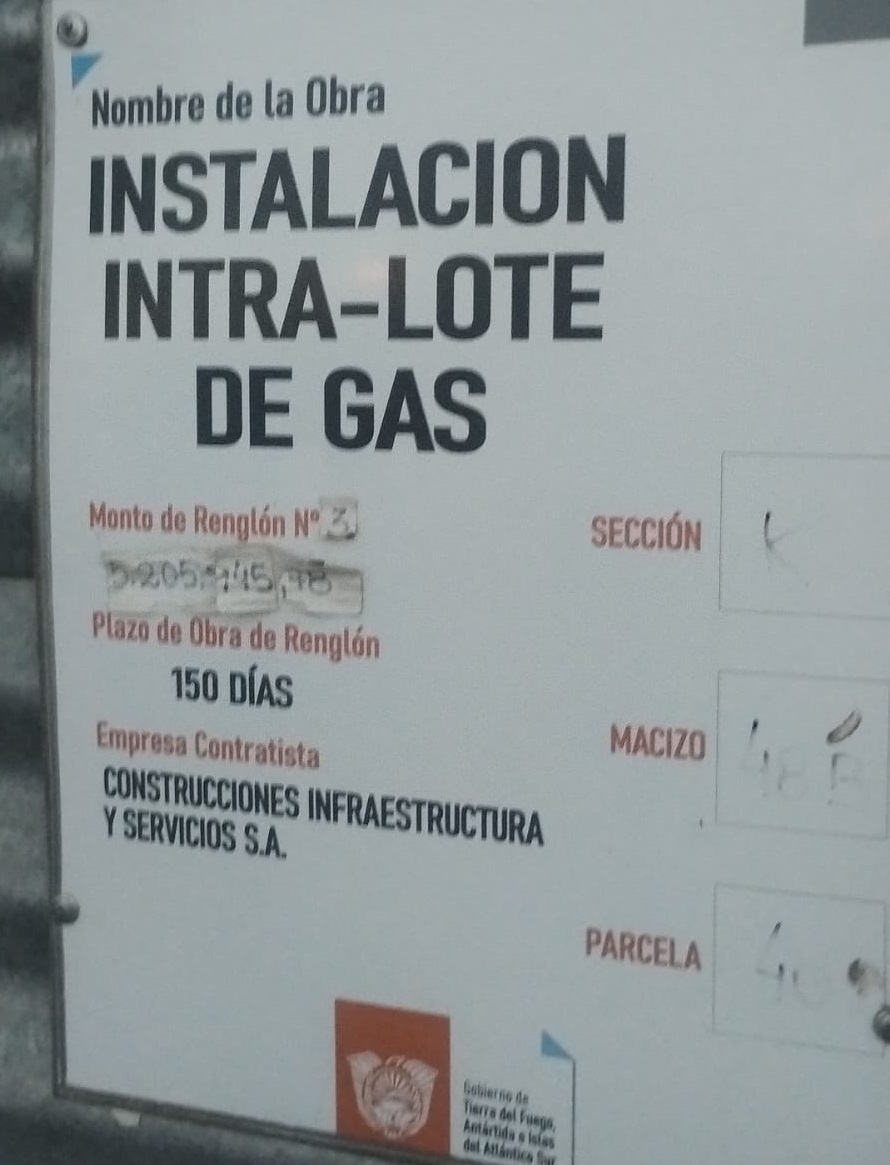 Nombre de la Obra
INSTALACION
INTRA-LOTE
DE GAS
Monto de Renglón Nº 3
Plazo de Obra de Renglón
150 DÍAS
Empresa Contratista
CONSTRUCCIONES INFRAESTRUCTURA
Y SERVICIOS S.A.
SECCIÓN K
MACIZO
PARCELA
Gobierno de
Tierra del Fuego,
Antártida e Islas
del Atlántico Sur